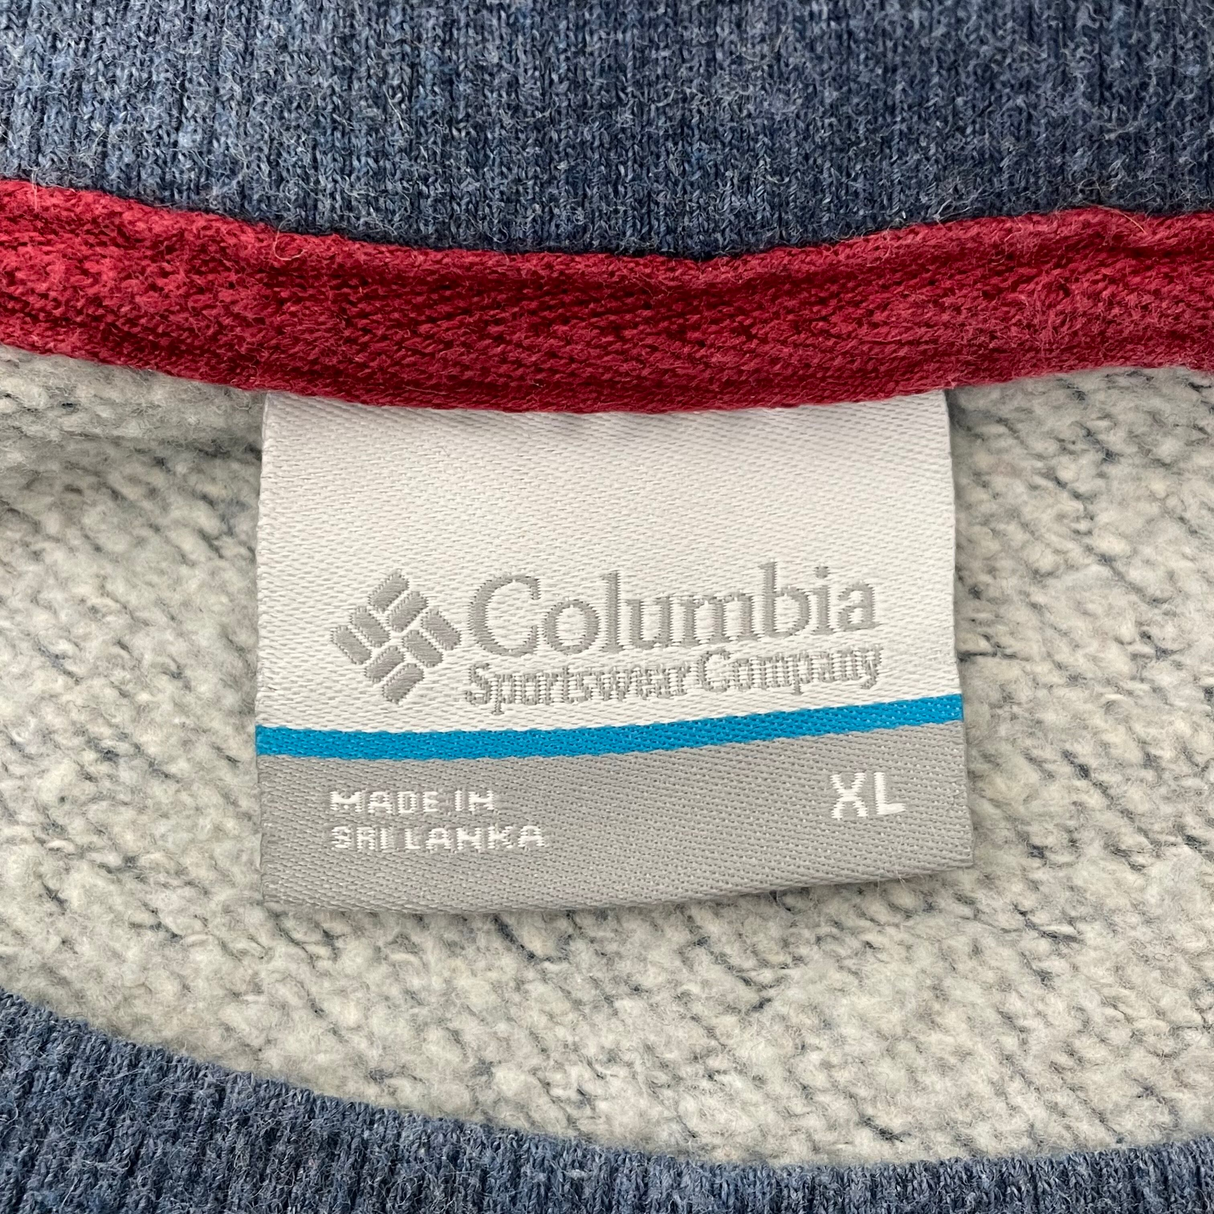 Columbia
Sportswear Company
MADE IN
SRI LANKA
XL